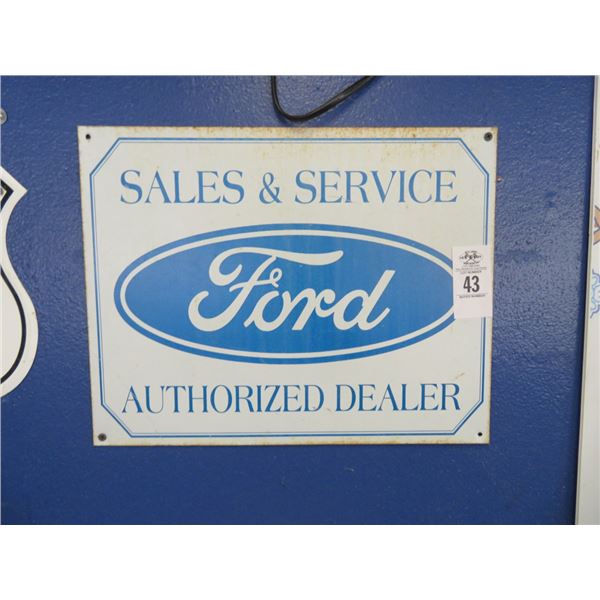 SALES & SERVICE
Ford
43
AUTHORIZED DEALER